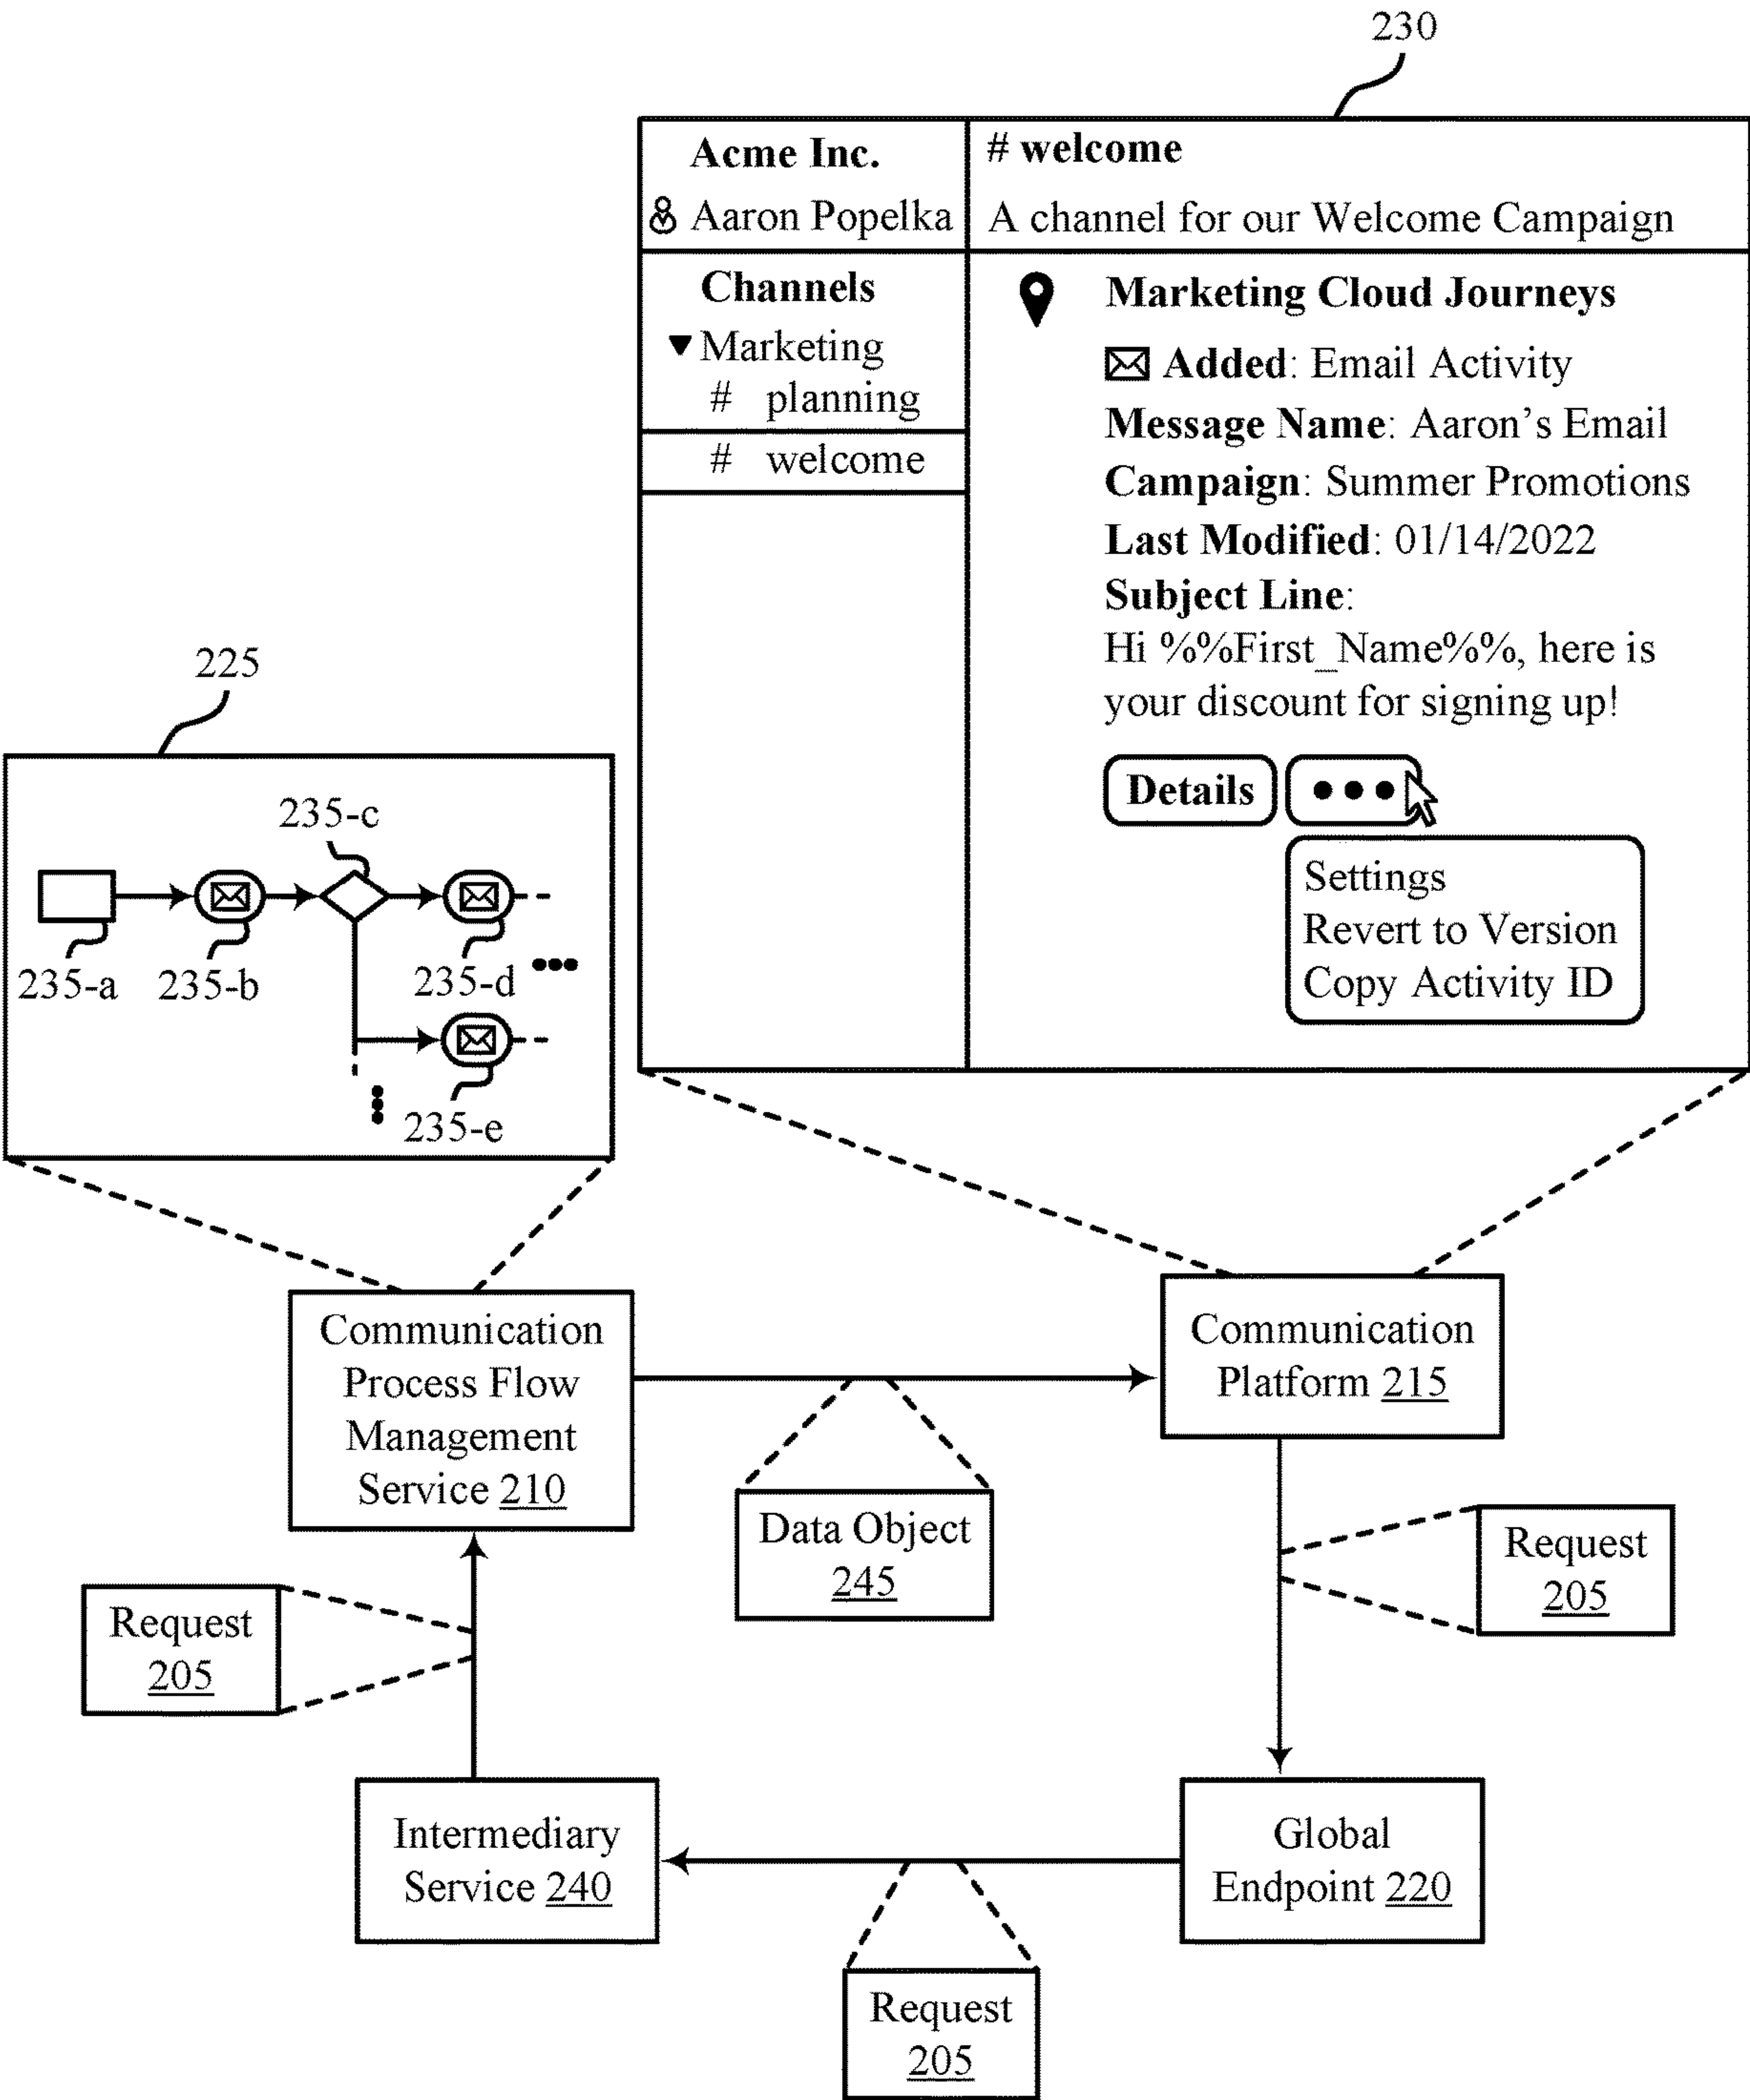 230
Acme Inc.
Aaron Popelka
# welcome
A channel for our Welcome Campaign
Channels
Marketing
# planning
# welcome
Marketing Cloud Journeys
Added: Email Activity
Message Name: Aaron's Email
Campaign: Summer Promotions
Last Modified: 01/14/2022
Subject Line:
Hi %%First_Name%%, here is
your discount for signing up!
Details
•••
Settings
Revert to Version
Copy Activity ID
225
235-c
235-a
235-b
235-d
235-e
Communication
Process Flow
Management
Service 210
Communication
Platform 215
Data Object
245
Request
205
Request
205
Intermediary
Service 240
Global
Endpoint 220
Request
205